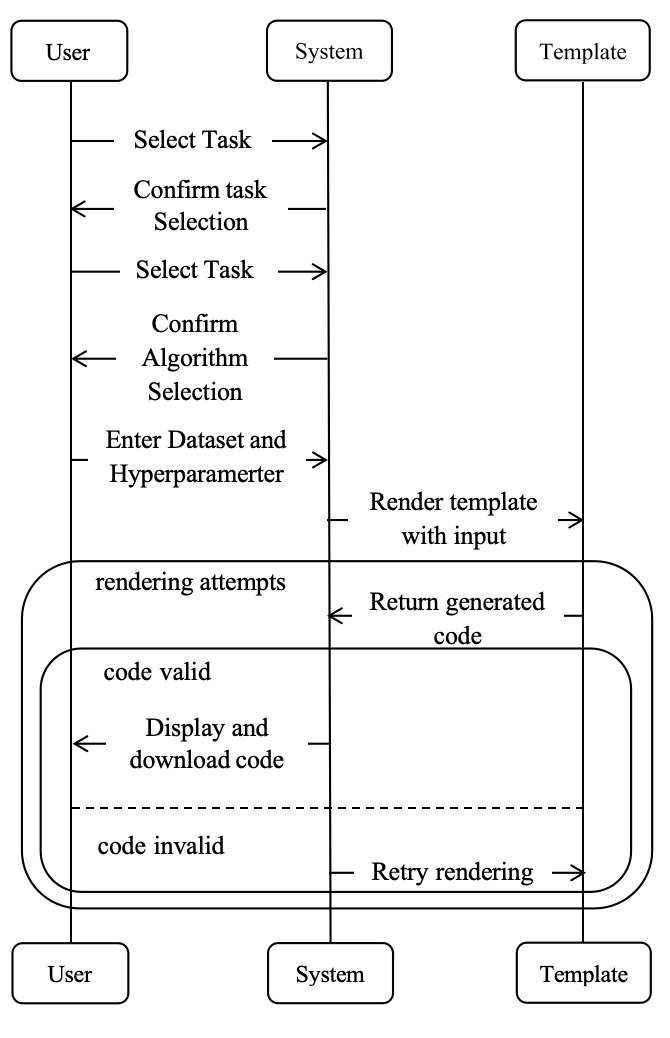 User
System
Template
Select Task
Confirm task
Selection
Select Task
Confirm
Algorithm
Selection
Enter Dataset and
Hyperparamerter
Render template
with input
rendering attempts
Return generated
code
code valid
Display and
download code
code invalid
Retry rendering
User
System
Template